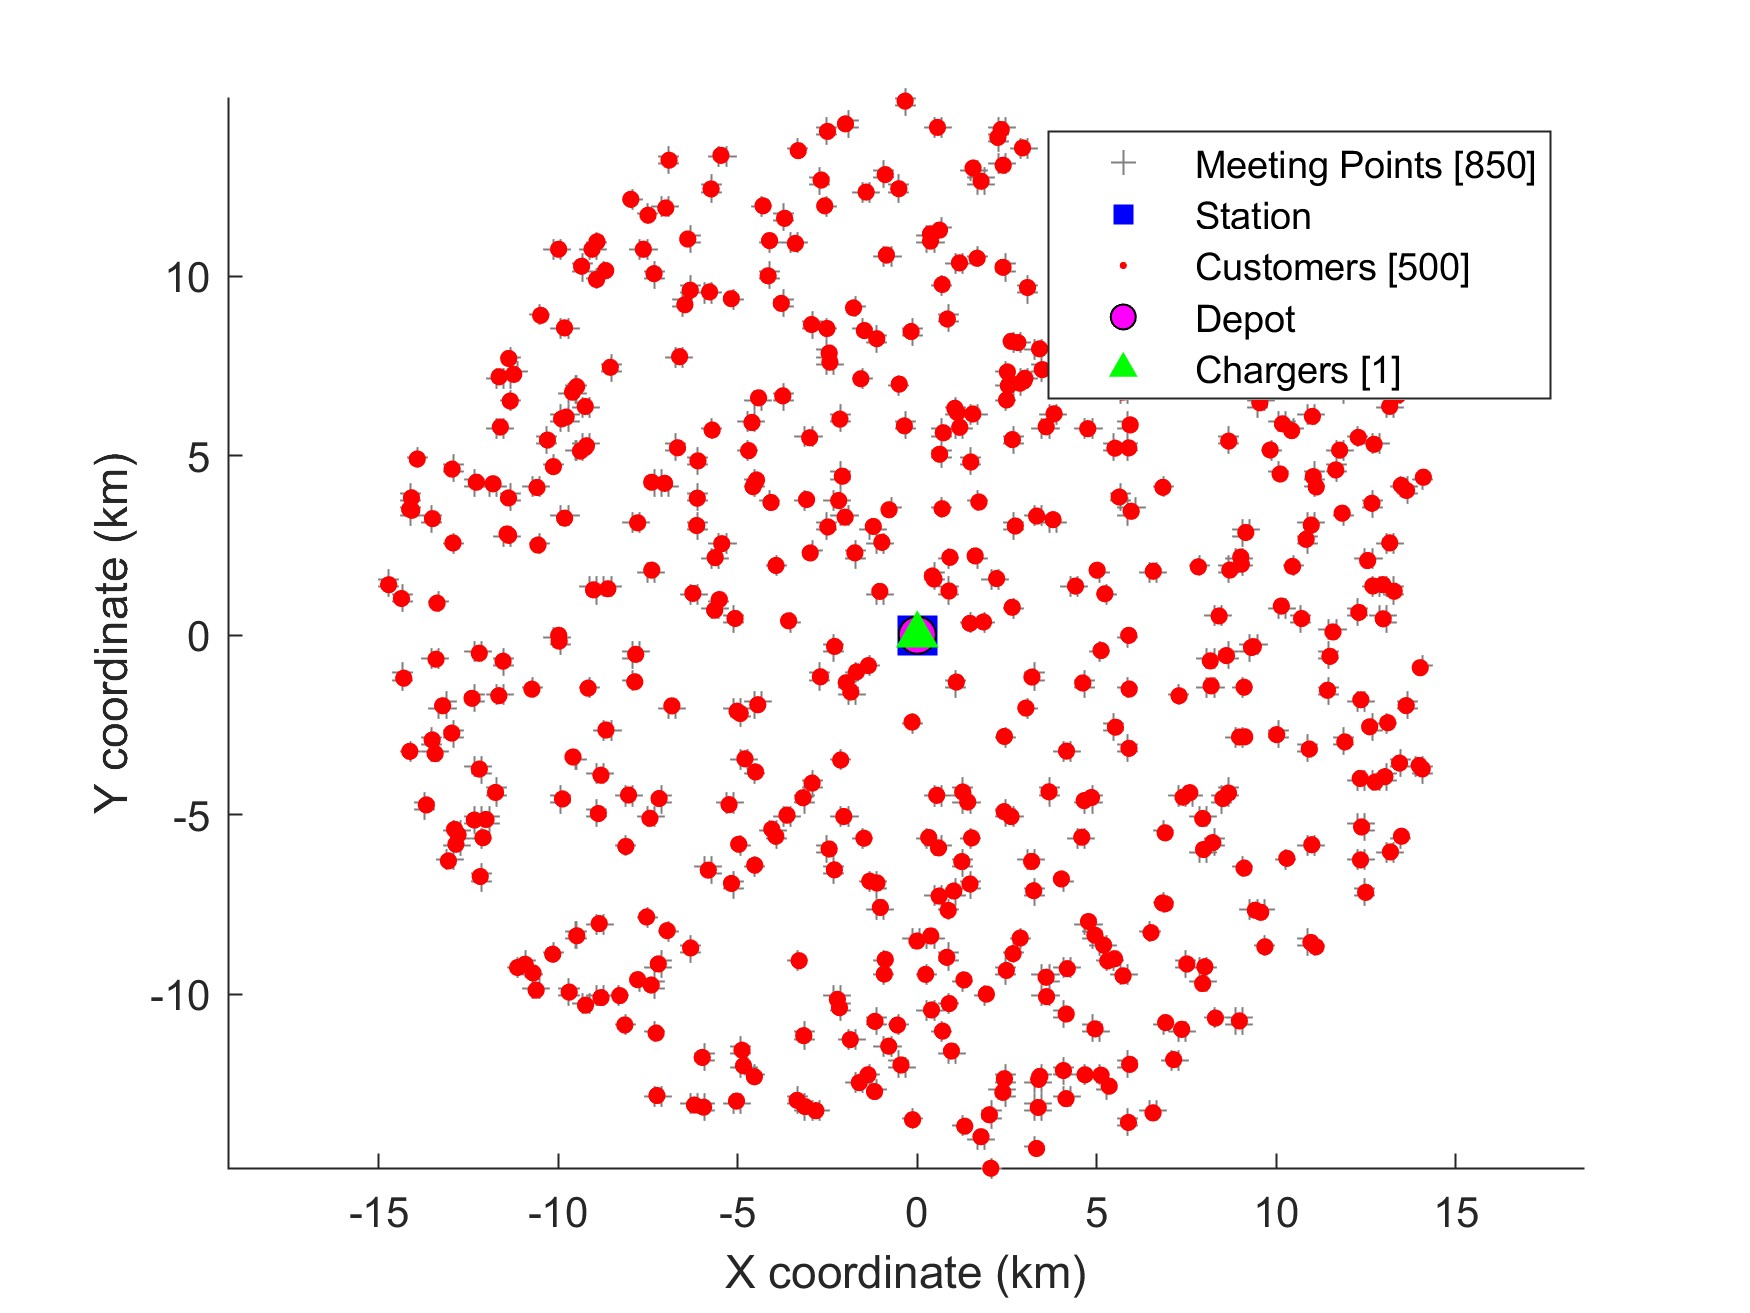 Meeting Points [850]
Station
Customers [500]
Depot
Chargers [1]
10
5
0
-5
-10
Y coordinate (km)
-15
-10
-5
0
5
10
15
X coordinate (km)